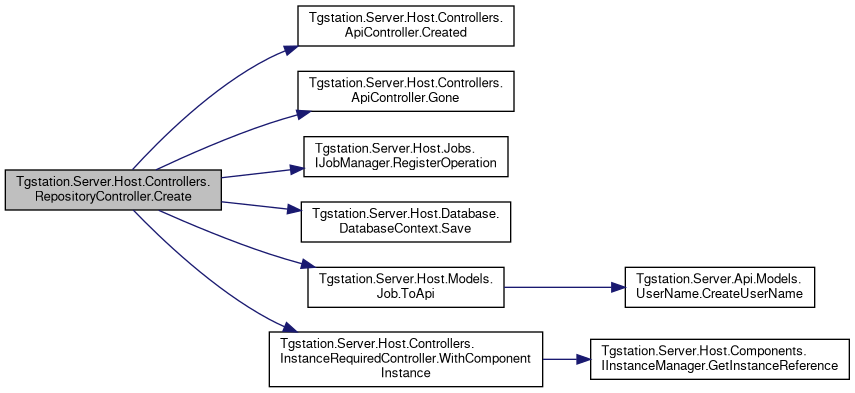 Tgstation.Server.Host.Controllers.
RepositoryController.Create
Tgstation.Server.Host.Controllers.
ApiController.Created
Tgstation.Server.Host.Controllers.
ApiController.Gone
Tgstation.Server.Host.Jobs.
IJobManager.RegisterOperation
Tgstation.Server.Host.Database.
DatabaseContext.Save
Tgstation.Server.Host.Models.
Job.ToApi
Tgstation.Server.Api.Models.
UserName.CreateUserName
Tgstation.Server.Host.Controllers.
InstanceRequiredController.WithComponent
Instance
Tgstation.Server.Host.Components.
IInstanceManager.GetInstanceReference